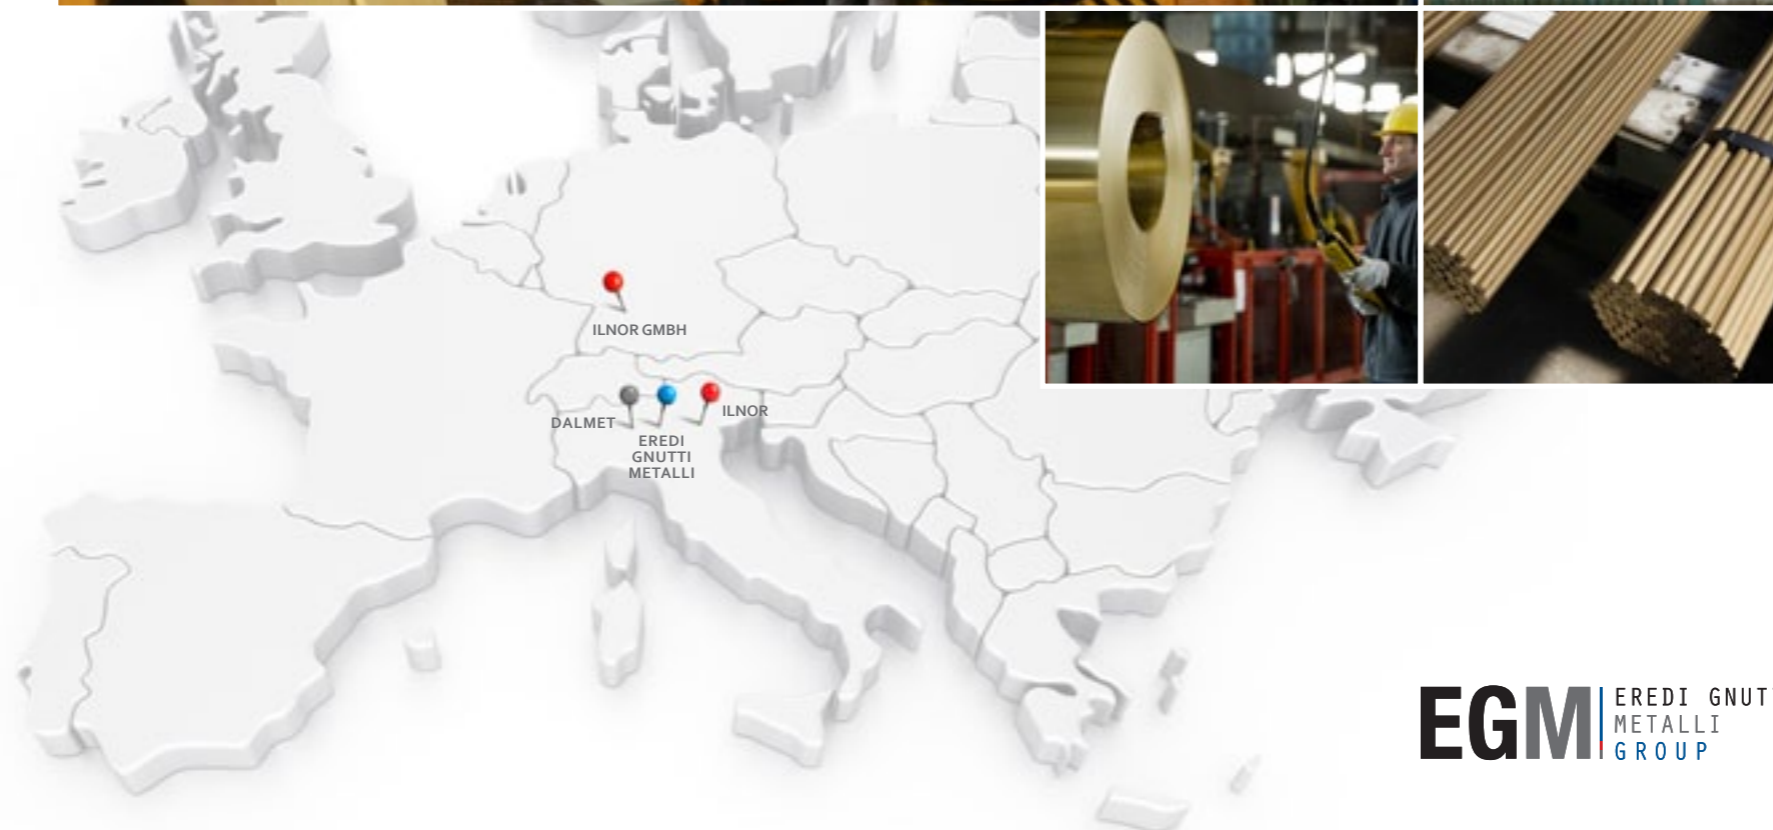 ILNOR GMBH
DALMET
ILNOR
EREDI
GNUTTI
METALLI
EGM
EREDI GNUT
METALLI
GROUP